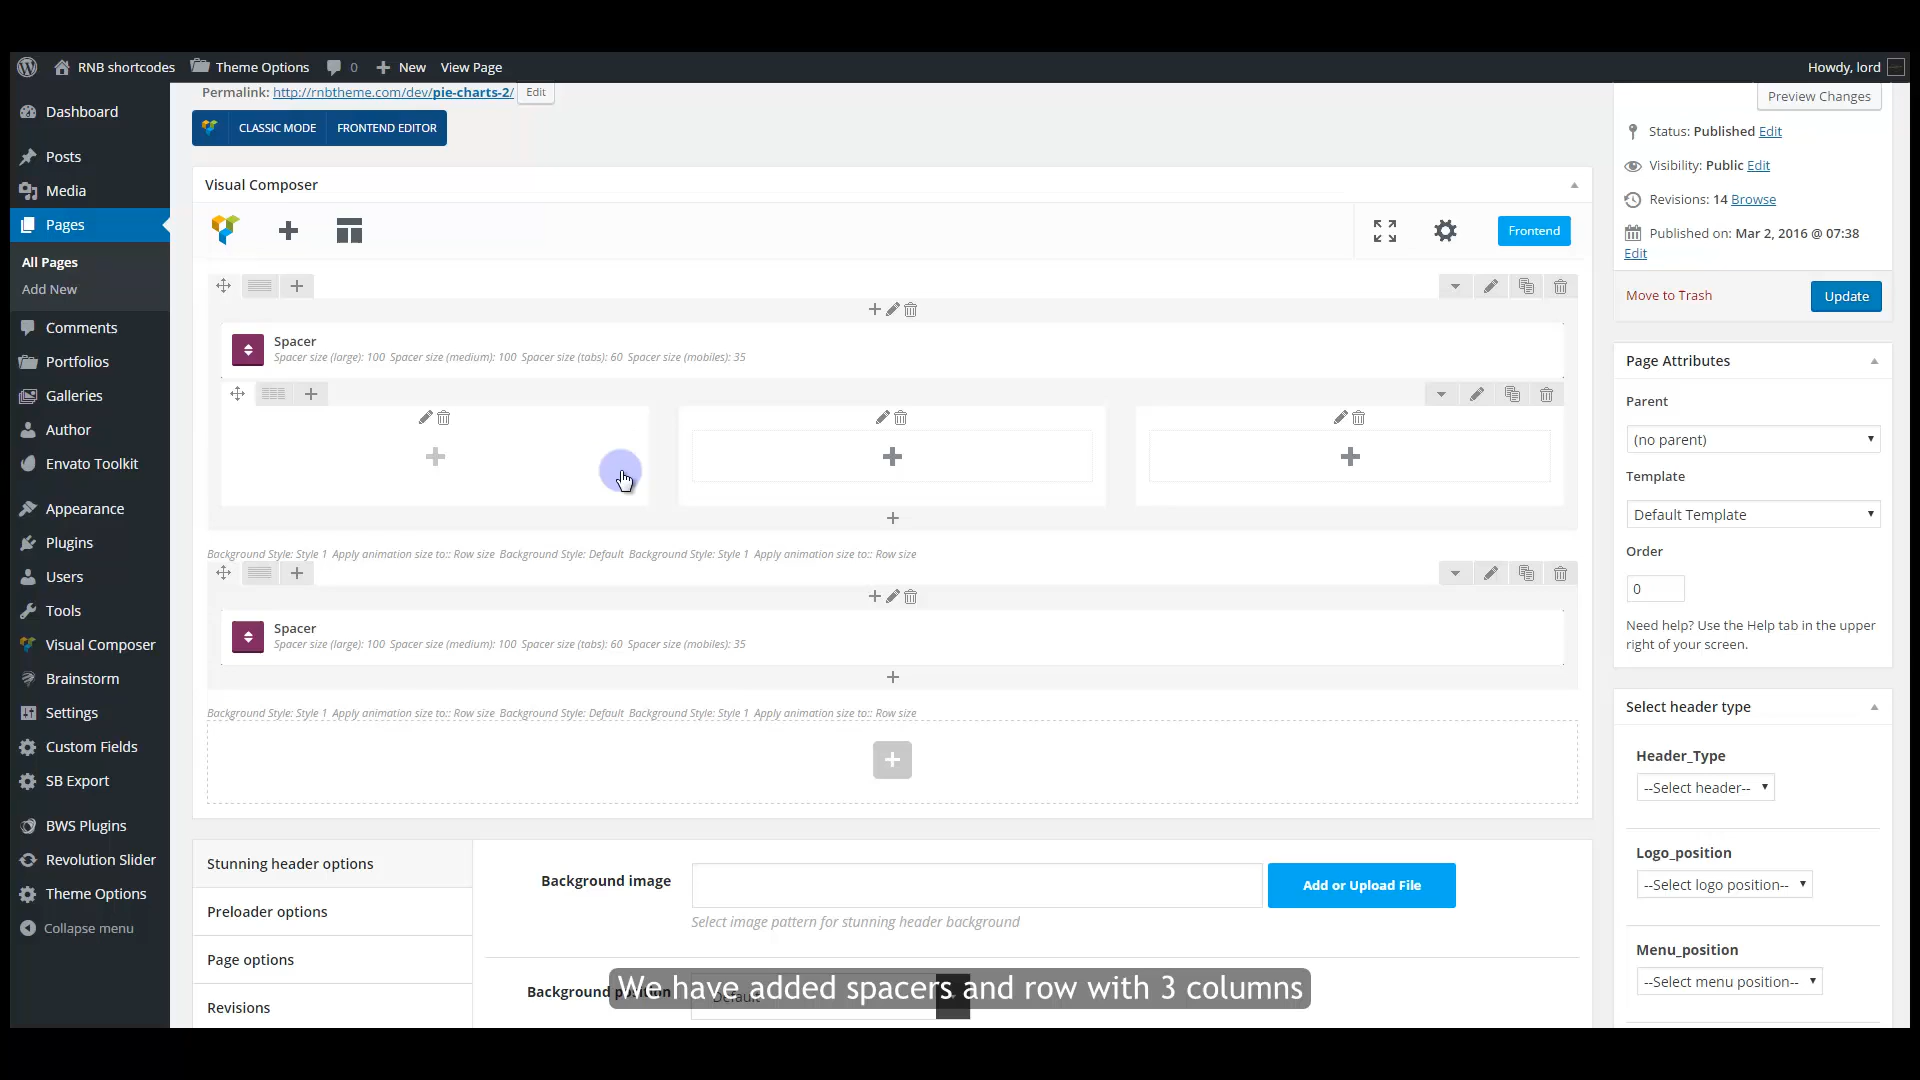 RNB shortcodes
Theme Options
0
New
View Page
Howdy, lord
Dashboard
Posts
Media
Pages
All Pages
Add New
Comments
Portfolios
Galleries
Author
Envato Toolkit
Appearance
Plugins
Users
Tools
Visual Composer
Brainstorm
Settings
Custom Fields
SB Export
BWS Plugins
Revolution Slider
Theme Options
Collapse menu
Permalink: http://rnbtheme.com/dev/pie-charts-2/ Edit
CLASSIC MODE
FRONTEND EDITOR
Visual Composer
Frontend
Spacer
Spacer size (large): 100 Spacer size (medium): 100 Spacer size (tabs): 60 Spacer size (mobiles): 35
Background Style: Style 1 Apply animation size to:: Row size Background Style: Default Background Style: Style 1 Apply animation size to:: Row size
Spacer
Spacer size (large): 100 Spacer size (medium): 100 Spacer size (tabs): 60 Spacer size (mobiles): 35
Background Style: Style 1 Apply animation size to:: Row size Background Style: Default Background Style: Style 1 Apply animation size to:: Row size
Stunning header options
Preloader options
Page options
Revisions
Background image
Add or Upload File
Select image pattern for stunning header background
Background position
Default
We have added spacers and row with 3 columns
Preview Changes
Status: Published Edit
Visibility: Public Edit
Revisions: 14 Browse
Published on: Mar 2, 2016 @ 07:38
Edit
Move to Trash
Update
Page Attributes
Parent
(no parent)
Template
Default Template
Order
0
Need help? Use the Help tab in the upper
right of your screen.
Select header type
Header_Type
--Select header--
Logo_position
--Select logo position--
Menu_position
--Select menu position--